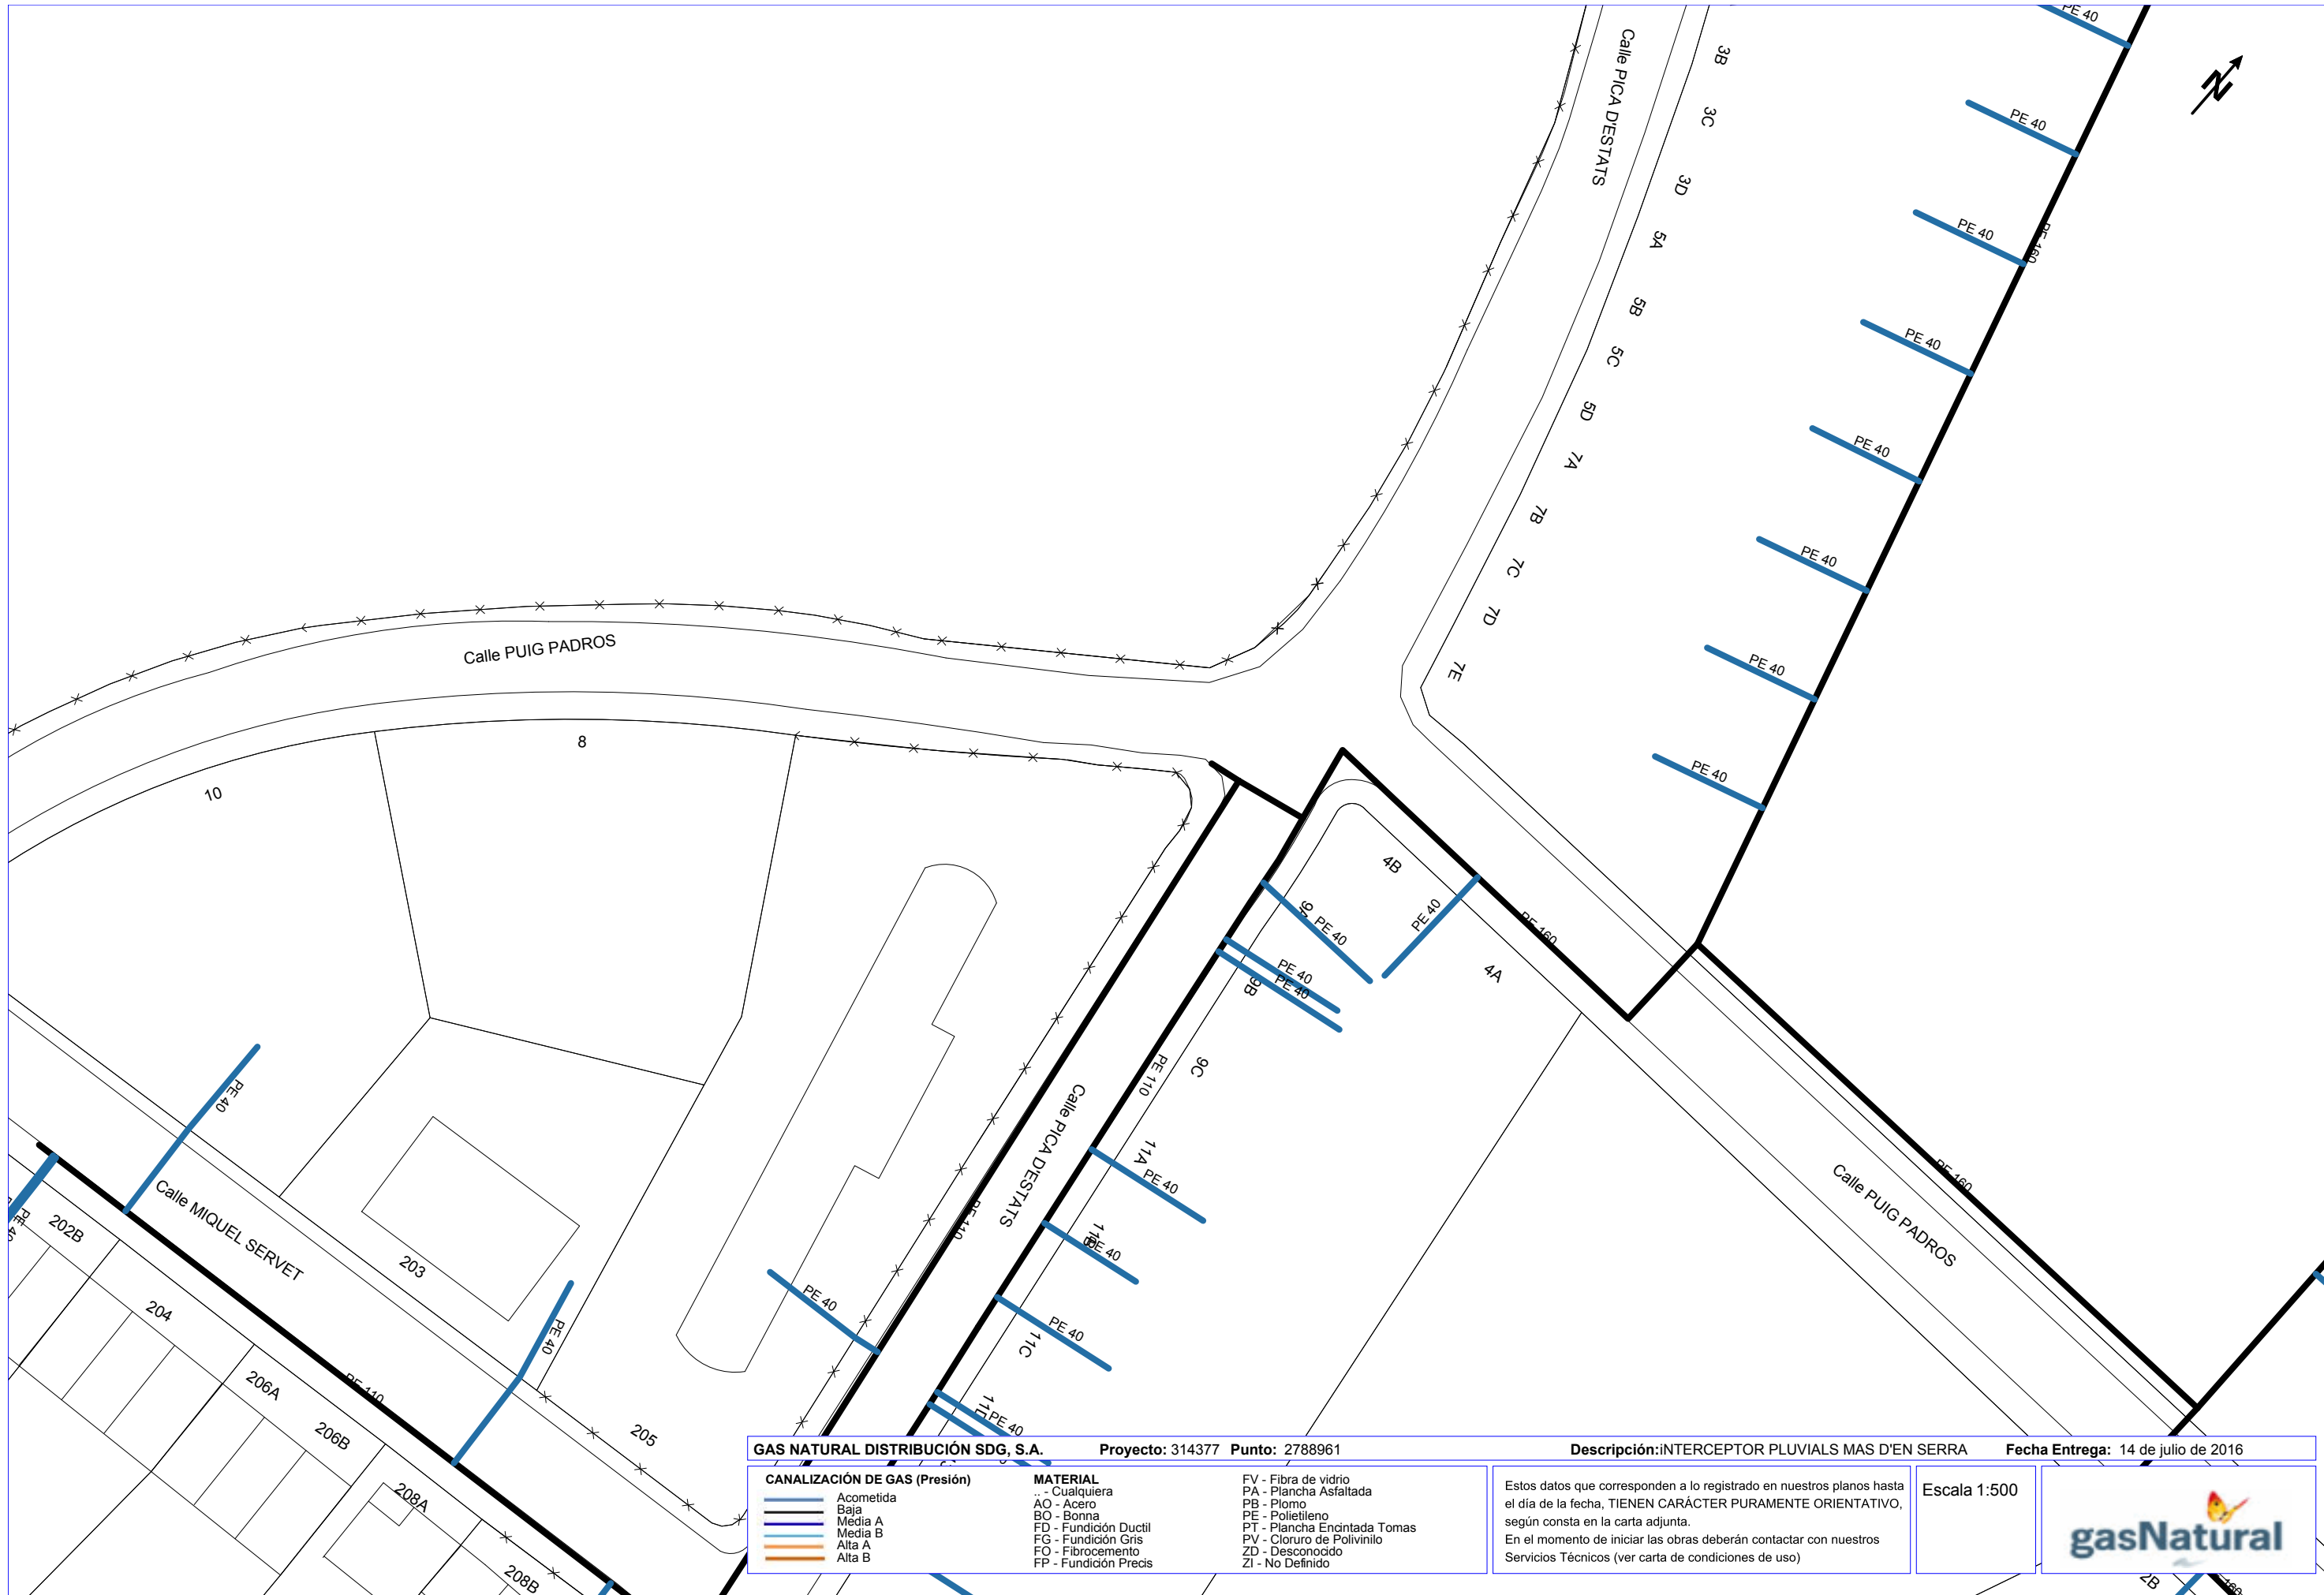 PE 40
Calle PICA D'ESTATS
3B
N
3C
PE 40
3D
PE 40
PE 160
5A
5B
PE 40
5C
5D
PE 40
7A
7B
PE 40
7C
7D
Calle PUIG PADROS
7E
PE 40
8
PE 40
10
4B
9A
PE 40
PE 40
PE 160
4A
PE 40
9B
PE 40
9C
PE 110
Calle PICA D'ESTATS
PE 40
11A
PE 40
PE 160
Calle PUIG PADROS
Calle MIQUEL SERVET
202B
PE 40
PE 110
11B
PE 40
203
204
PE 40
PE 40
PE 40
11C
206A
PE 110
206B
205
11D
PE 40
208A
208B
2B
GAS NATURAL DISTRIBUCIÓN SDG, S.A. Proyecto: 314377 Punto: 2788961 Descripción:iNTERCEPTOR PLUVIALS MAS D'EN SERRA Fecha Entrega: 14 de julio de 2016
CANALIZACIÓN DE GAS (Presión)
Acometida
Baja
Media A
Media B
Alta A
Alta B
MATERIAL
.. - Cualquiera
AO - Acero
BO - Bonna
FD - Fundición Ductil
FG - Fundición Gris
FO - Fibrocemento
FP - Fundición Precis
FV - Fibra de vidrio
PA - Plancha Asfaltada
PB - Plomo
PE - Polietileno
PT - Plancha Encintada Tomas
PV - Cloruro de Polivinilo
ZD - Desconocido
ZI - No Definido
Estos datos que corresponden a lo registrado en nuestros planos hasta
el día de la fecha, TIENEN CARÁCTER PURAMENTE ORIENTATIVO,
según consta en la carta adjunta.
En el momento de iniciar las obras deberán contactar con nuestros
Servicios Técnicos (ver carta de condiciones de uso)
Escala 1:500
gasNatural